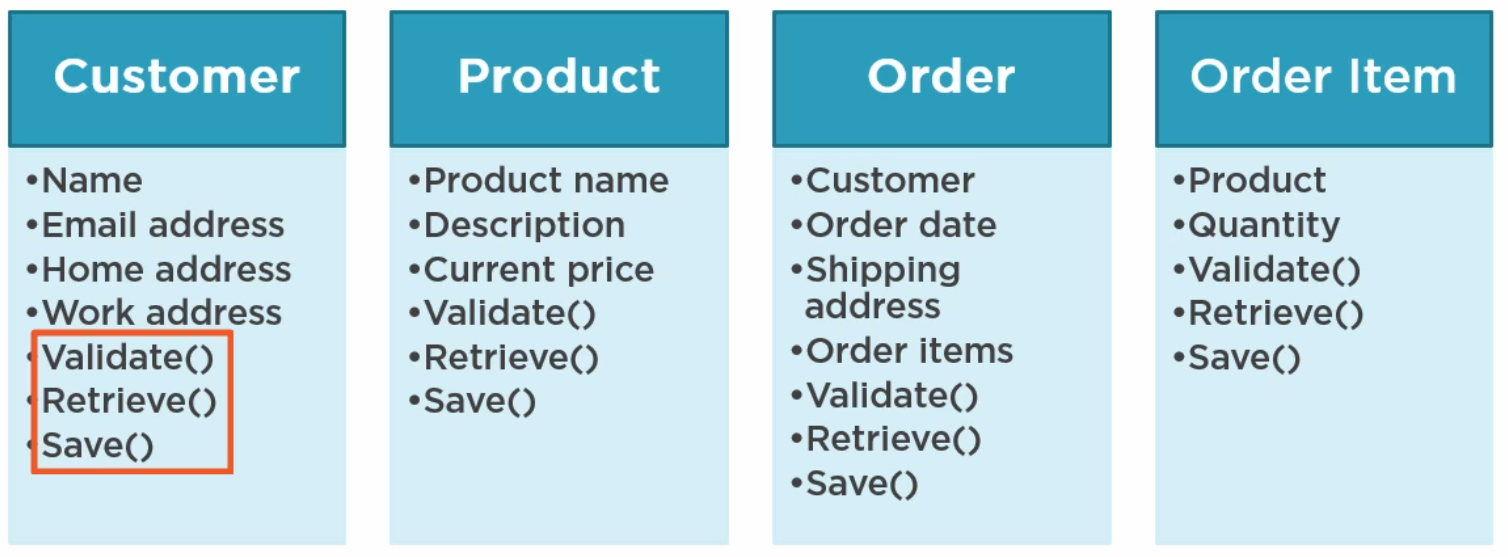 Customer
•Name
•Email address
•Home address
•Work address
•Validate()
•Retrieve()
•Save()
Product
•Product name
•Description
•Current price
•Validate()
•Retrieve()
•Save()
Order
•Customer
•Order date
•Shipping
address
•Order items
•Validate()
•Retrieve()
•Save()
Order Item
•Product
•Quantity
•Validate()
•Retrieve()
•Save()